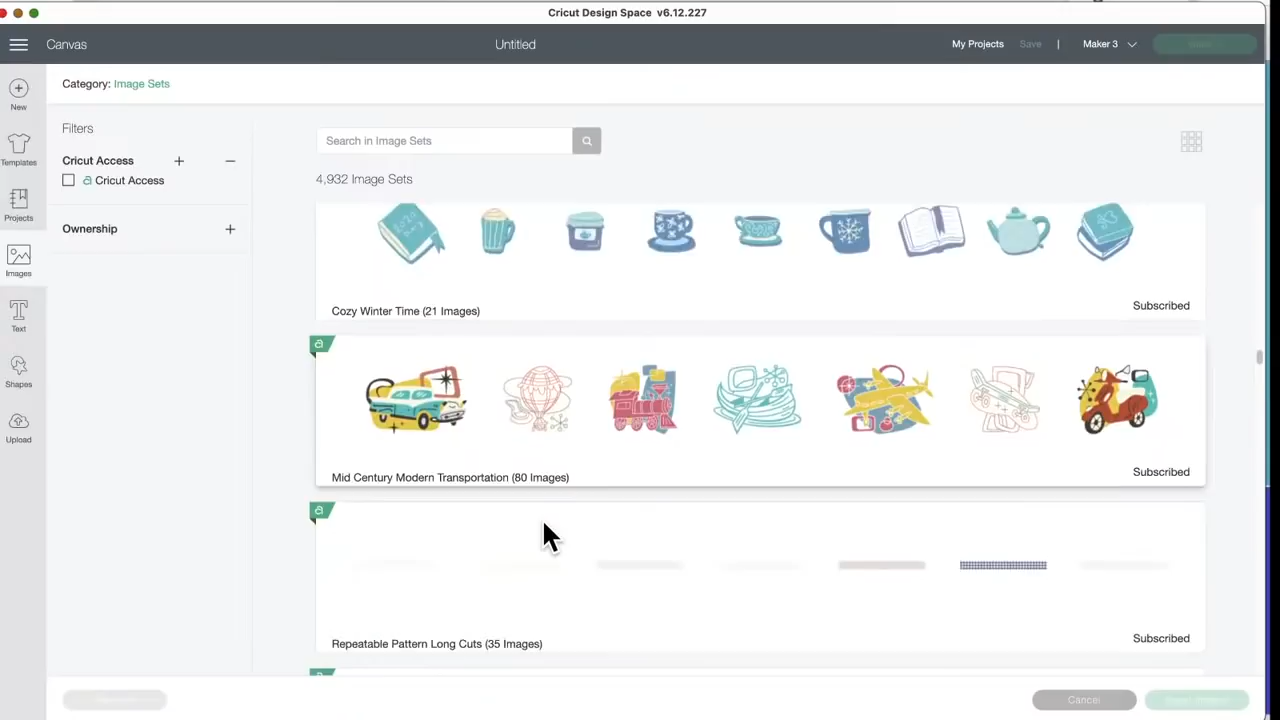 Cricut Design Space v6.12.227
Canvas
Untitled
My Projects Save | Maker 3
New
Templates
Projects
Images
Text
Shapes
Upload
Category: Image Sets
Filters
Cricut Access + −
Cricut Access
Ownership +
Search in Image Sets
4,932 Image Sets
Cozy Winter Time (21 Images) Subscribed
Mid Century Modern Transportation (80 Images) Subscribed
Repeatable Pattern Long Cuts (35 Images) Subscribed
Cancel